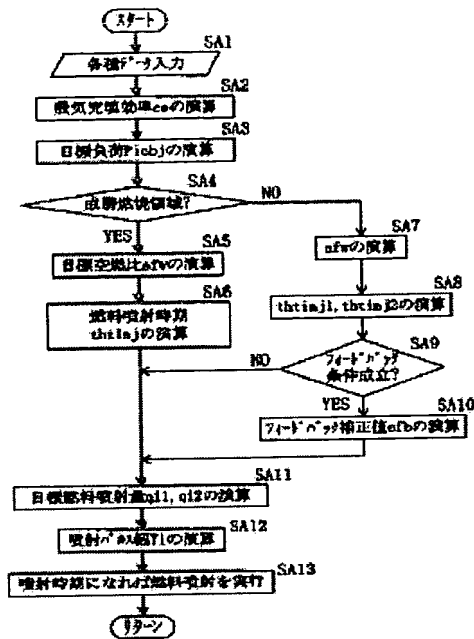 スタート
SA1
各種データ入力
SA2
吸気充填効率ceの演算
SA3
目標負荷Piobjの演算
SA4
成層燃焼領域?
NO
YES
SA5
目標空燃比afwの演算
SA6
燃料噴射時期
thtinjの演算
SA7
afwの演算
SA8
thtinj1,thtinj2の演算
SA9
フィードバック
条件成立?
NO
YES
SA10
フィードバック補正値cfbの演算
SA11
目標燃料噴射量qi1,qi2の演算
SA12
噴射パルス幅Tiの演算
SA13
噴射時期になれば燃料噴射を実行
リターン